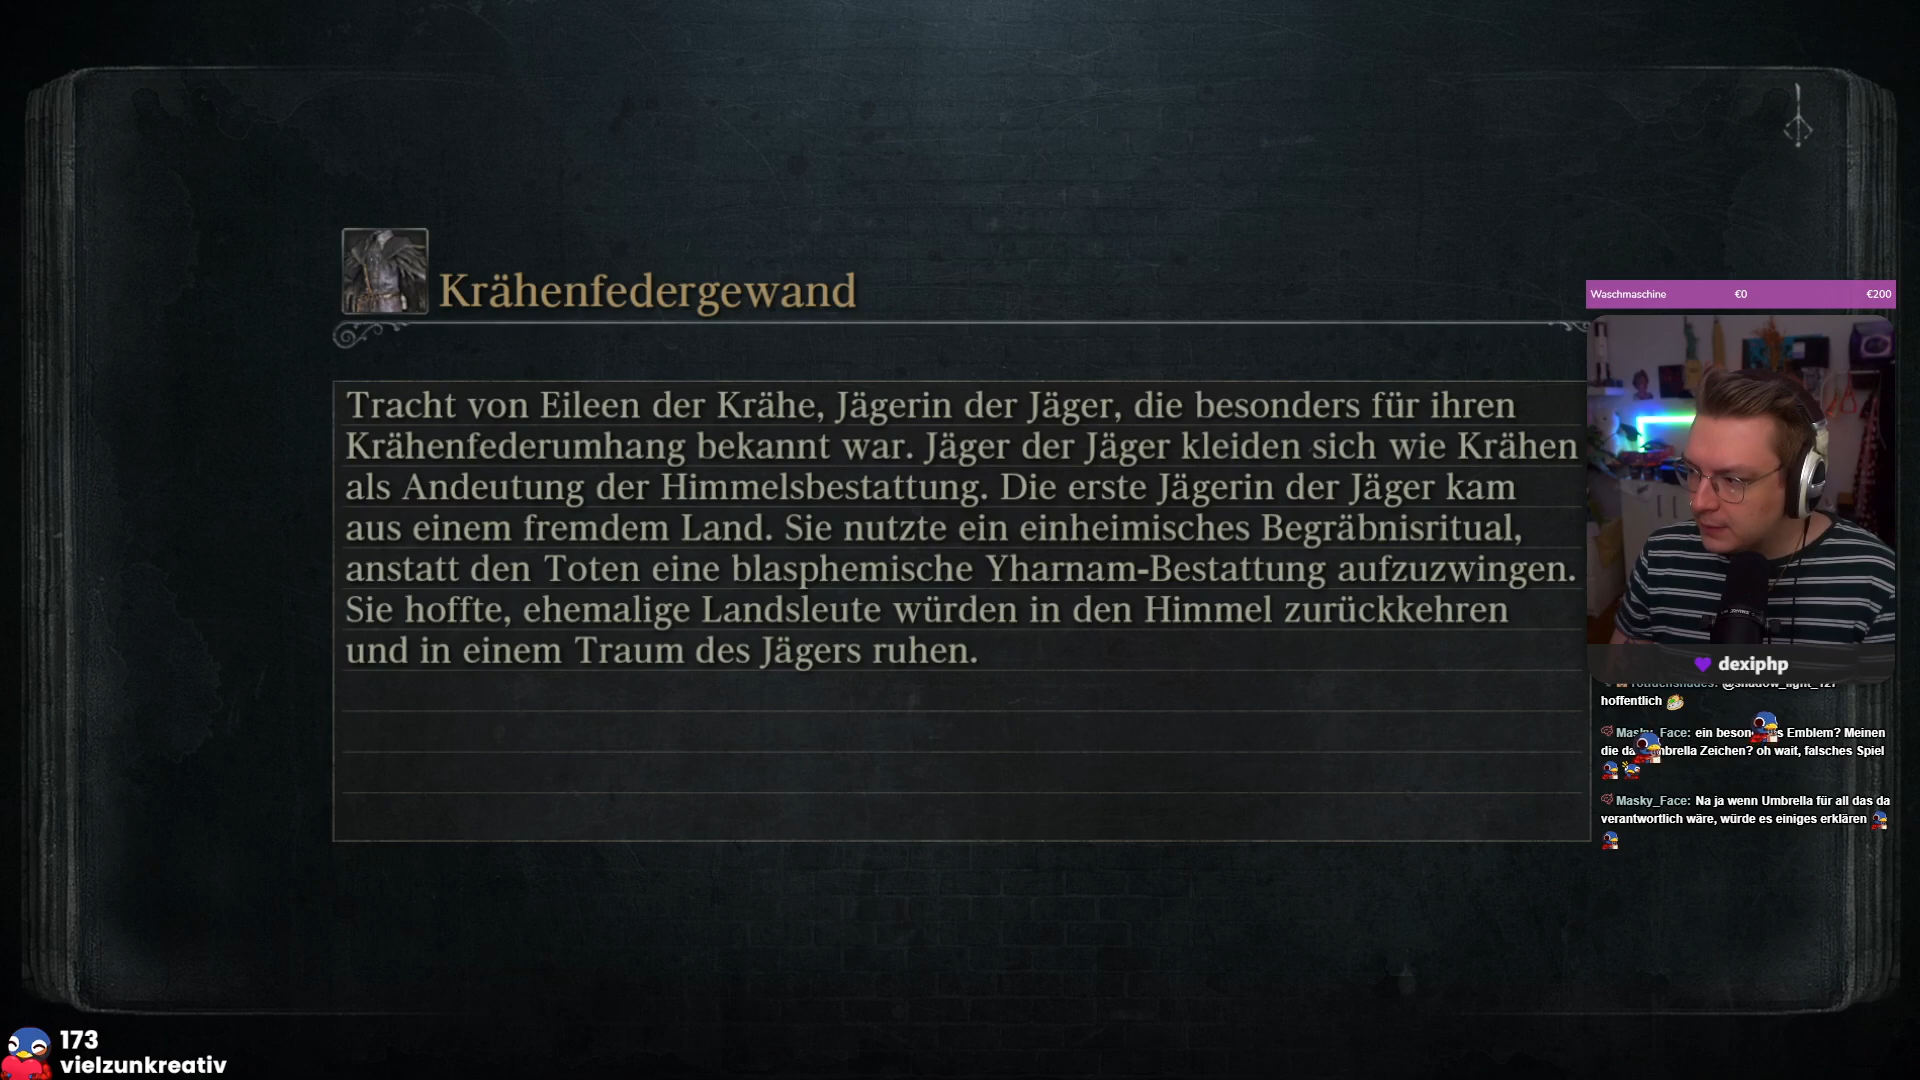 Krähenfedergewand
Tracht von Eileen der Krähe, Jägerin der Jäger, die besonders für ihren
Krähenfederumhang bekannt war. Jäger der Jäger kleiden sich wie Krähen
als Andeutung der Himmelsbestattung. Die erste Jägerin der Jäger kam
aus einem fremdem Land. Sie nutzte ein einheimisches Begräbnisritual,
anstatt den Toten eine blasphemische Yharnam-Bestattung aufzuzwingen.
Sie hoffte, ehemalige Landsleute würden in den Himmel zurückkehren
und in einem Traum des Jägers ruhen.
Waschmaschine €0 €200
dexiphp
hoffentlich
Face: ein Emblem? Meinen
die Zeichen? oh wait, falsches Spiel
Masky_Face: Na ja wenn Umbrella für all das da
verantwortlich wäre, würde es einiges erklären
173
vielzunkreativ